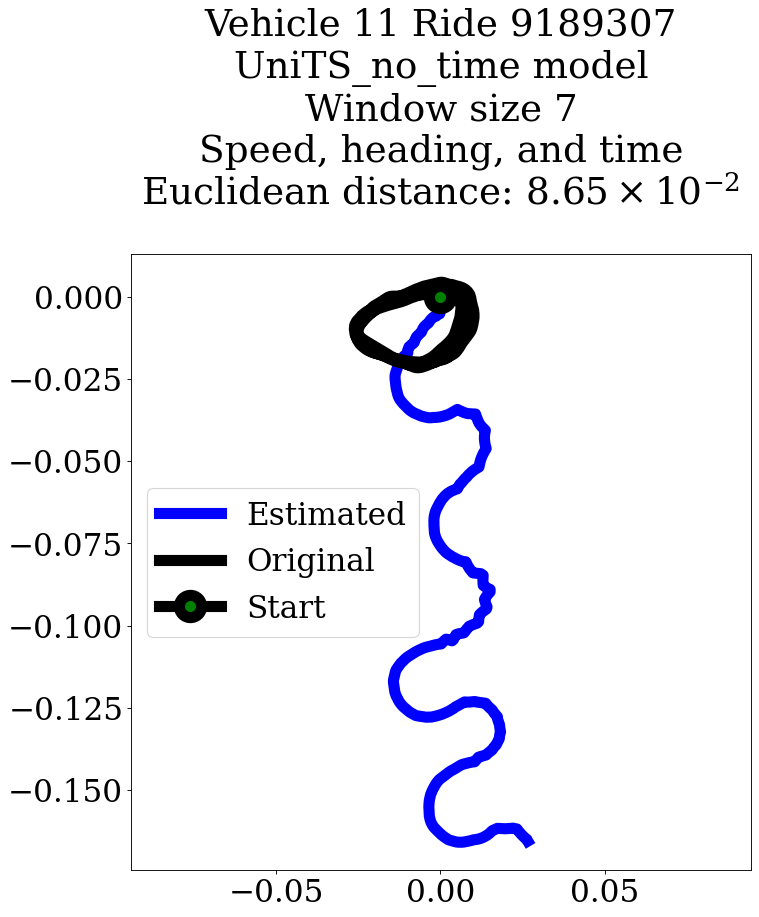 Vehicle 11 Ride 9189307
UniTS_no_time model
Window size 7
Speed, heading, and time
Euclidean distance: 8.65 × 10⁻²
0.000
−0.025
−0.050
−0.075
−0.100
−0.125
−0.150
Estimated
Original
Start
−0.05 0.00 0.05